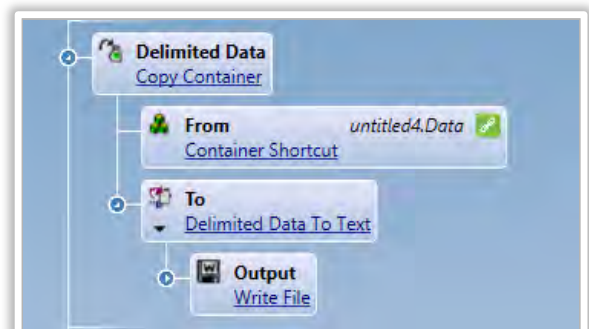 Delimited Data
Copy Container
From untitled4.Data
Container Shortcut
To
Delimited Data To Text
Output
Write File